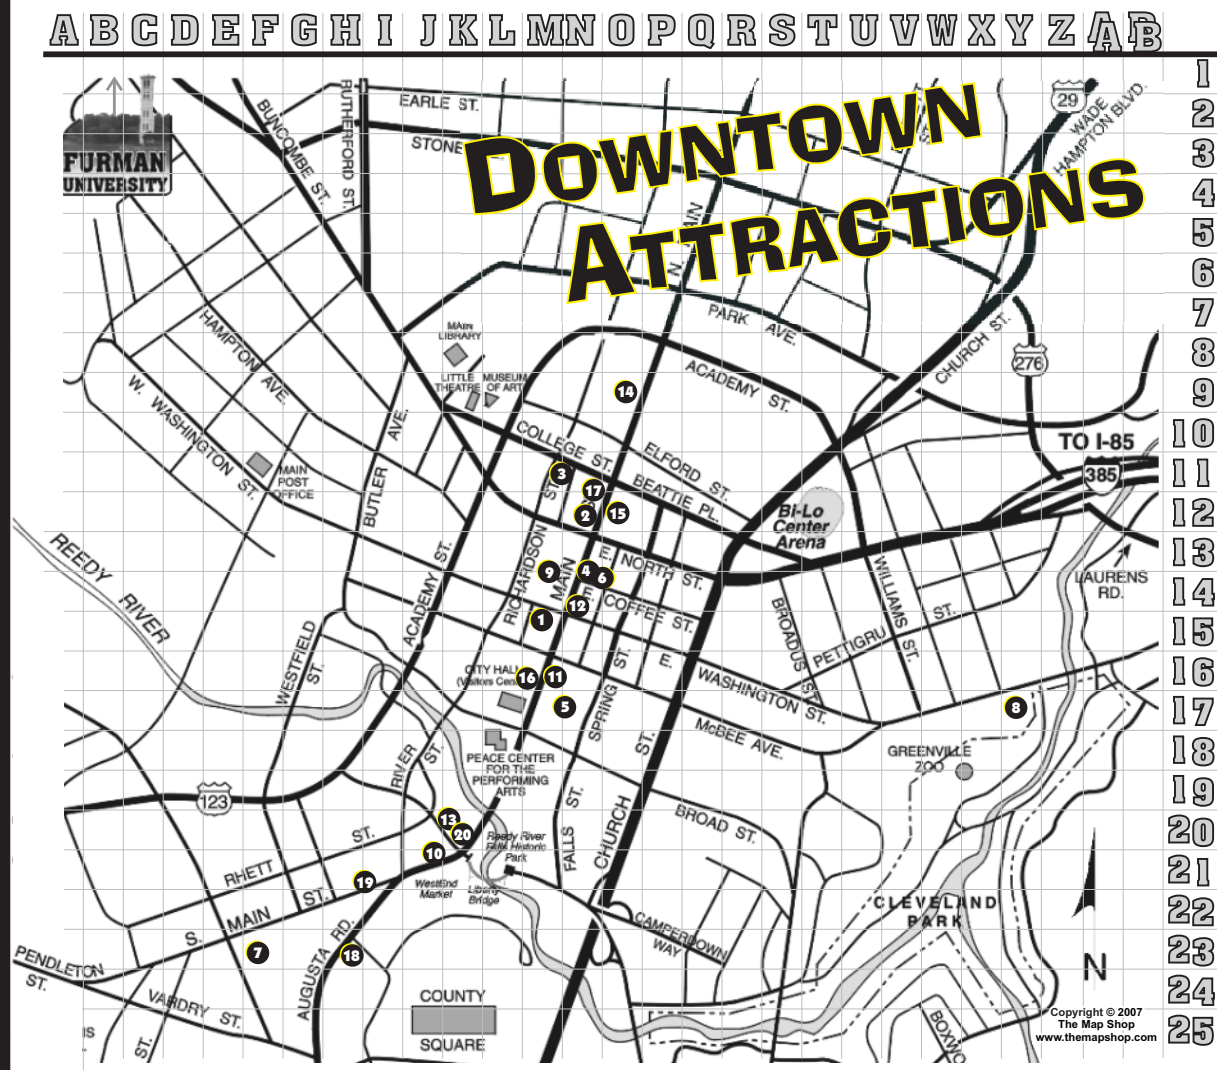 A B C D E F G H I J K L M N O P Q R S T U V W X Y Z A B
1
2
3
4
5
6
7
8
9
10
11
12
13
14
15
16
17
18
19
20
21
22
23
24
25
DOWNTOWN
ATTRACTIONS
FURMAN
UNIVERSITY
BUNCOMBE ST.
RUTHERFORD ST.
EARLE ST.
STONE
29
WADE
HAMPTON BLVD.
N. MAIN
PARK AVE.
CHURCH ST.
276
MAIN
LIBRARY
LITTLE
THEATRE
MUSEUM
OF ART
HAMPTON AVE.
W. WASHINGTON ST.
MAIN
POST
OFFICE
BUTLER AVE.
ACADEMY ST.
14
COLLEGE ST.
ELFORD ST.
BEATTIE PL.
3
17
2
15
TO I-85
385
Bi-Lo
Center
Arena
REEDY RIVER
RICHARDSON ST.
MAIN
9
4
6
E. NORTH ST.
12
1
COFFEE ST.
ACADEMY ST.
WILLIAMS ST.
BROADUS ST.
PETTIGRU ST.
LAURENS
RD.
WESTFIELD ST.
CITY HALL
16
11
5
SPRING ST.
E. WASHINGTON ST.
McBEE AVE.
8
GREENVILLE
ZOO
RIVER ST.
PEACE CENTER
FOR THE
PERFORMING
ARTS
123
13
20
10
19
Reedy River
Falls Historic
Park
WestEnd
Market
Liberty
Bridge
FALLS ST.
CHURCH ST.
BROAD ST.
RHETT ST.
S. MAIN ST.
7
18
AUGUSTA RD.
CAMPERDOWN
WAY
CLEVELAND
PARK
PENDLETON
ST.
VARDRY ST.
ST.
IS
COUNTY
SQUARE
N
BOXWO
Copyright © 2007
The Map Shop
www.themapshop.com